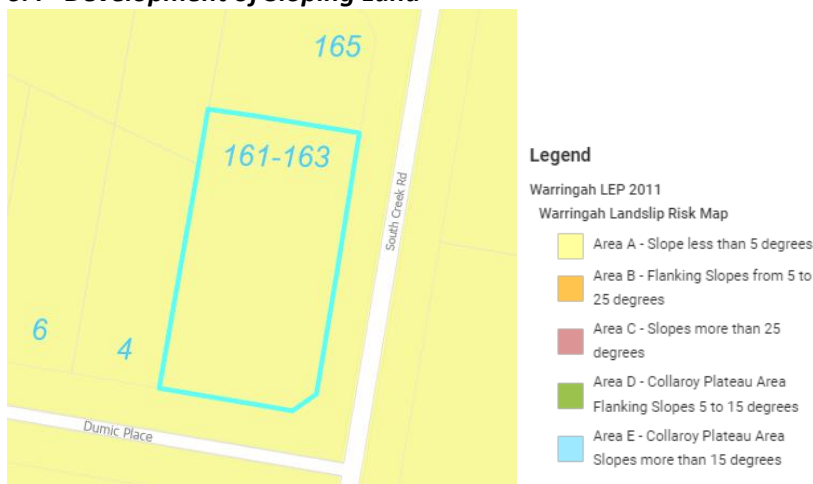 165
161-163
South Creek Rd
6
4
Dumic Place
Legend
Warringah LEP 2011
Warringah Landslip Risk Map
Area A - Slope less than 5 degrees
Area B - Flanking Slopes from 5 to
25 degrees
Area C - Slopes more than 25
degrees
Area D - Collaroy Plateau Area
Flanking Slopes 5 to 15 degrees
Area E - Collaroy Plateau Area
Slopes more than 15 degrees